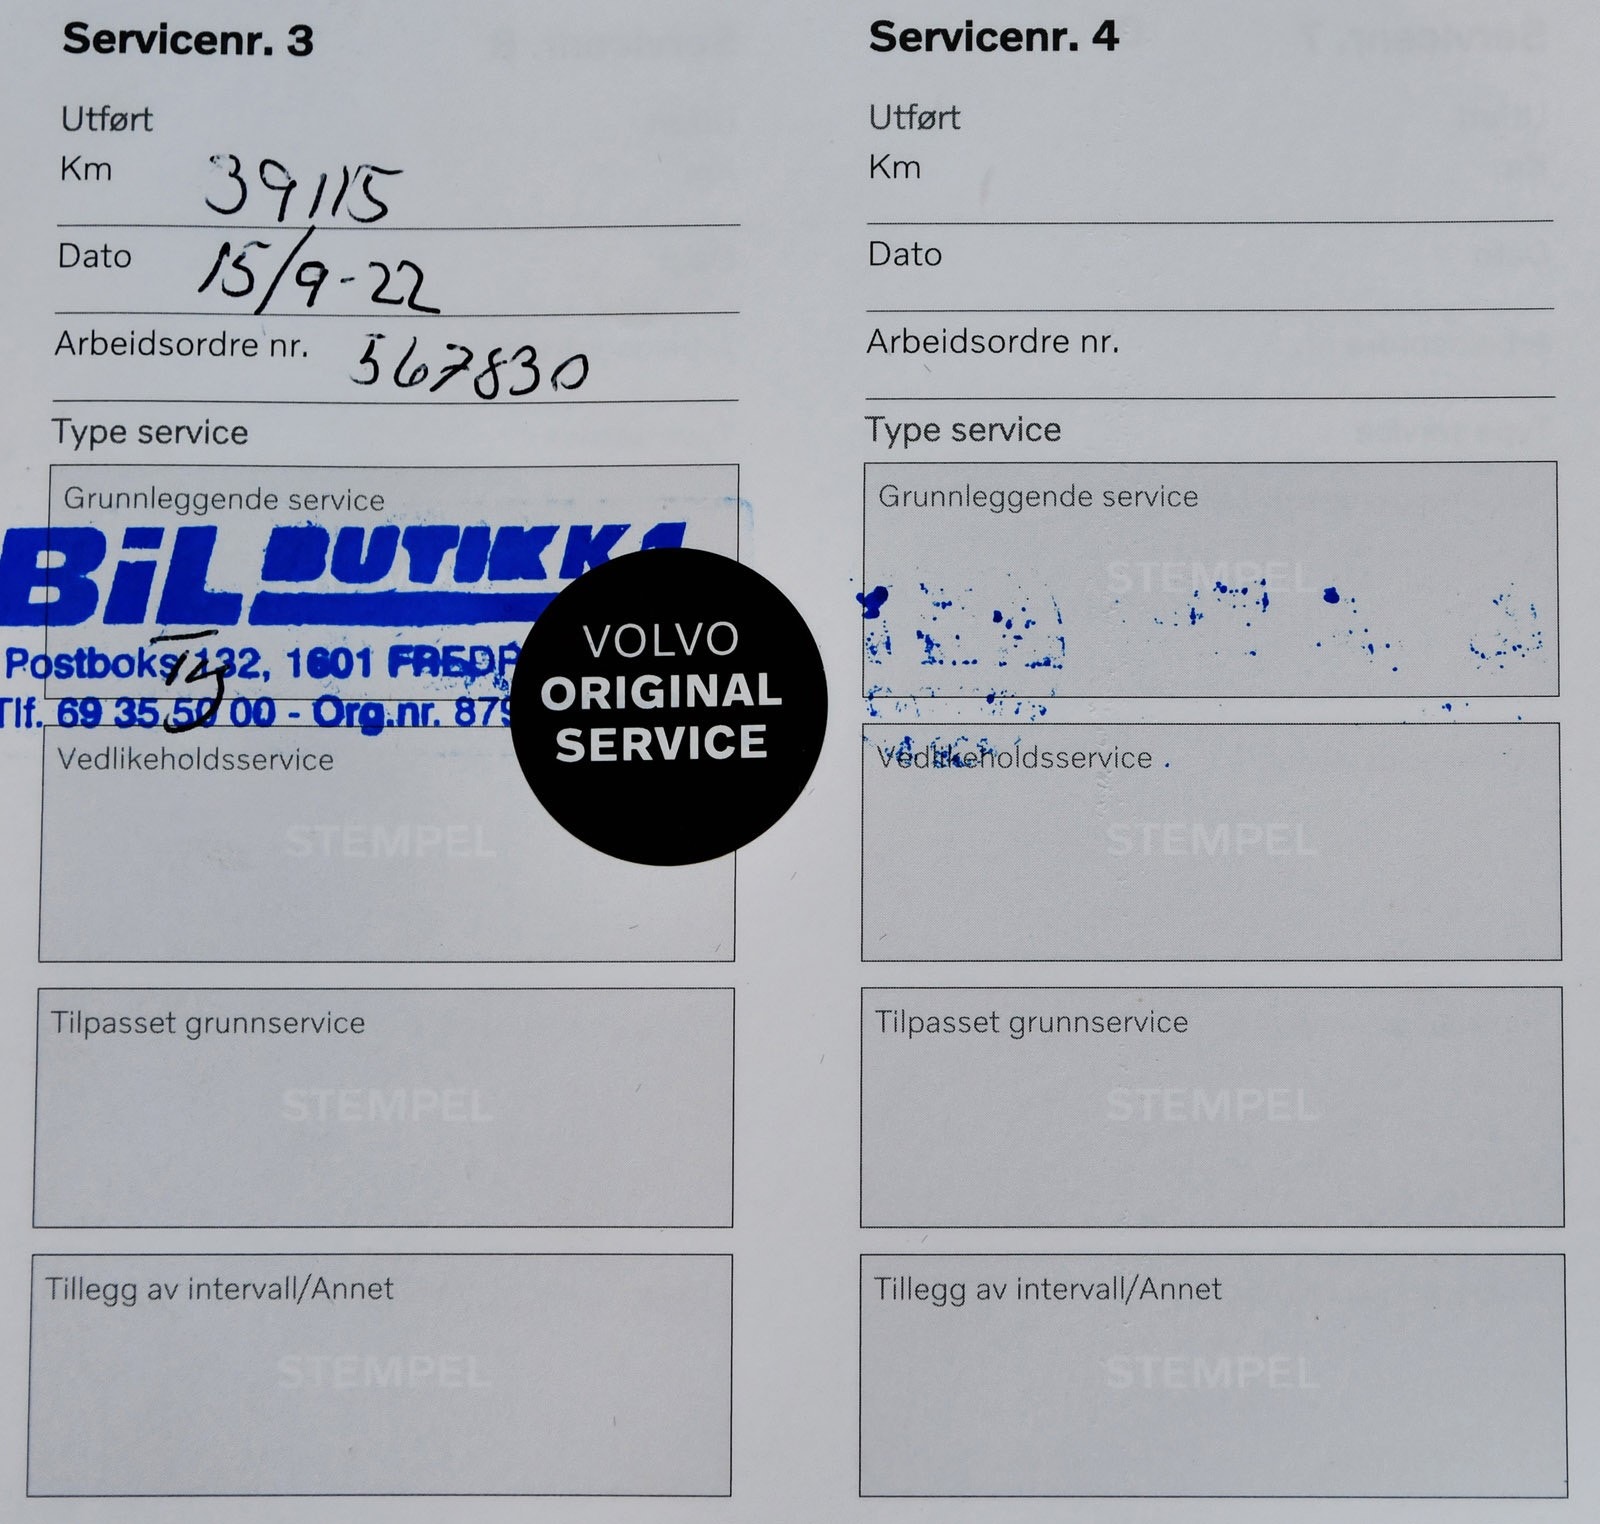 Servicenr. 3
Utført
Km 39115
Dato 15/9-22
Arbeidsordre nr. 567830
Type service
Grunnleggende service
BiL BUTIKK
Postboks 132, 1601
Tlf. 69 35 50 00 - Org.nr. 879
VOLVO
ORIGINAL
SERVICE
Vedlikeholdsservice
STEMPEL
Tilpasset grunnservice
STEMPEL
Tillegg av intervall/Annet
STEMPEL
Servicenr. 4
Utført
Km
Dato
Arbeidsordre nr.
Type service
Grunnleggende service
STEMPEL
Vedlikeholdsservice
STEMPEL
Tilpasset grunnservice
STEMPEL
Tillegg av intervall/Annet
STEMPEL